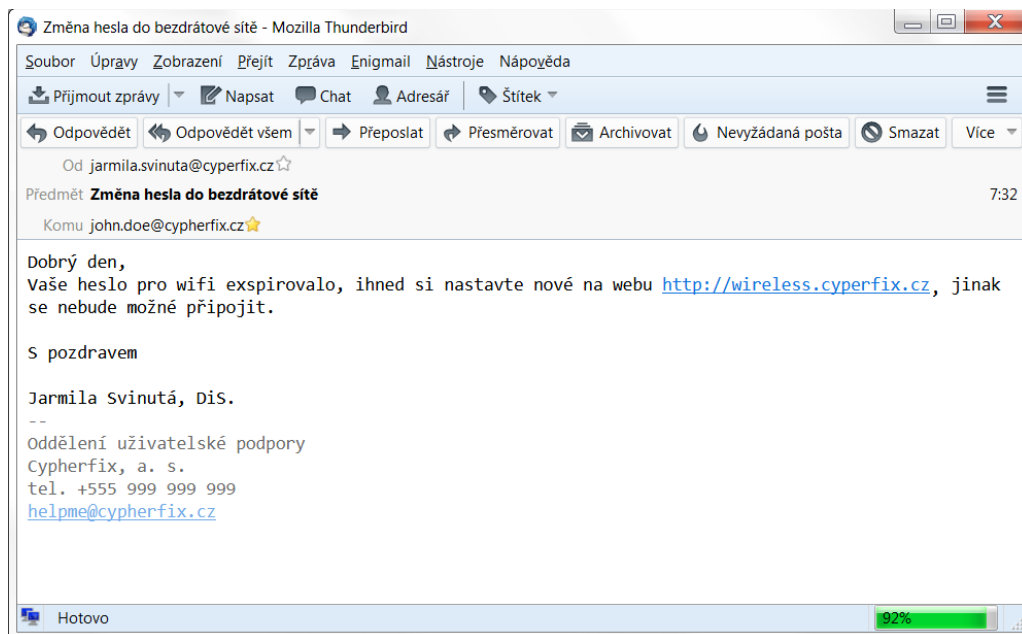 Změna hesla do bezdrátové sítě - Mozilla Thunderbird
Soubor Úpravy Zobrazení Přejít Zpráva Enigmail Nástroje Nápověda
Přijmout zprávy Napsat Chat Adresář Štítek
Odpovědět Odpovědět všem Přeposlat Přesměrovat Archivovat Nevyžádaná pošta Smazat Více
Od jarmila.svinuta@cyperfix.cz
Předmět Změna hesla do bezdrátové sítě 7:32
Komu john.doe@cypherfix.cz
Dobrý den,
Vaše heslo pro wifi exspirovalo, ihned si nastavte nové na webu http://wireless.cyperfix.cz, jinak
se nebude možné připojit.
S pozdravem
Jarmila Svinutá, DiS.
--
Oddělení uživatelské podpory
Cypherfix, a. s.
tel. +555 999 999 999
helpme@cypherfix.cz
Hotovo 92%